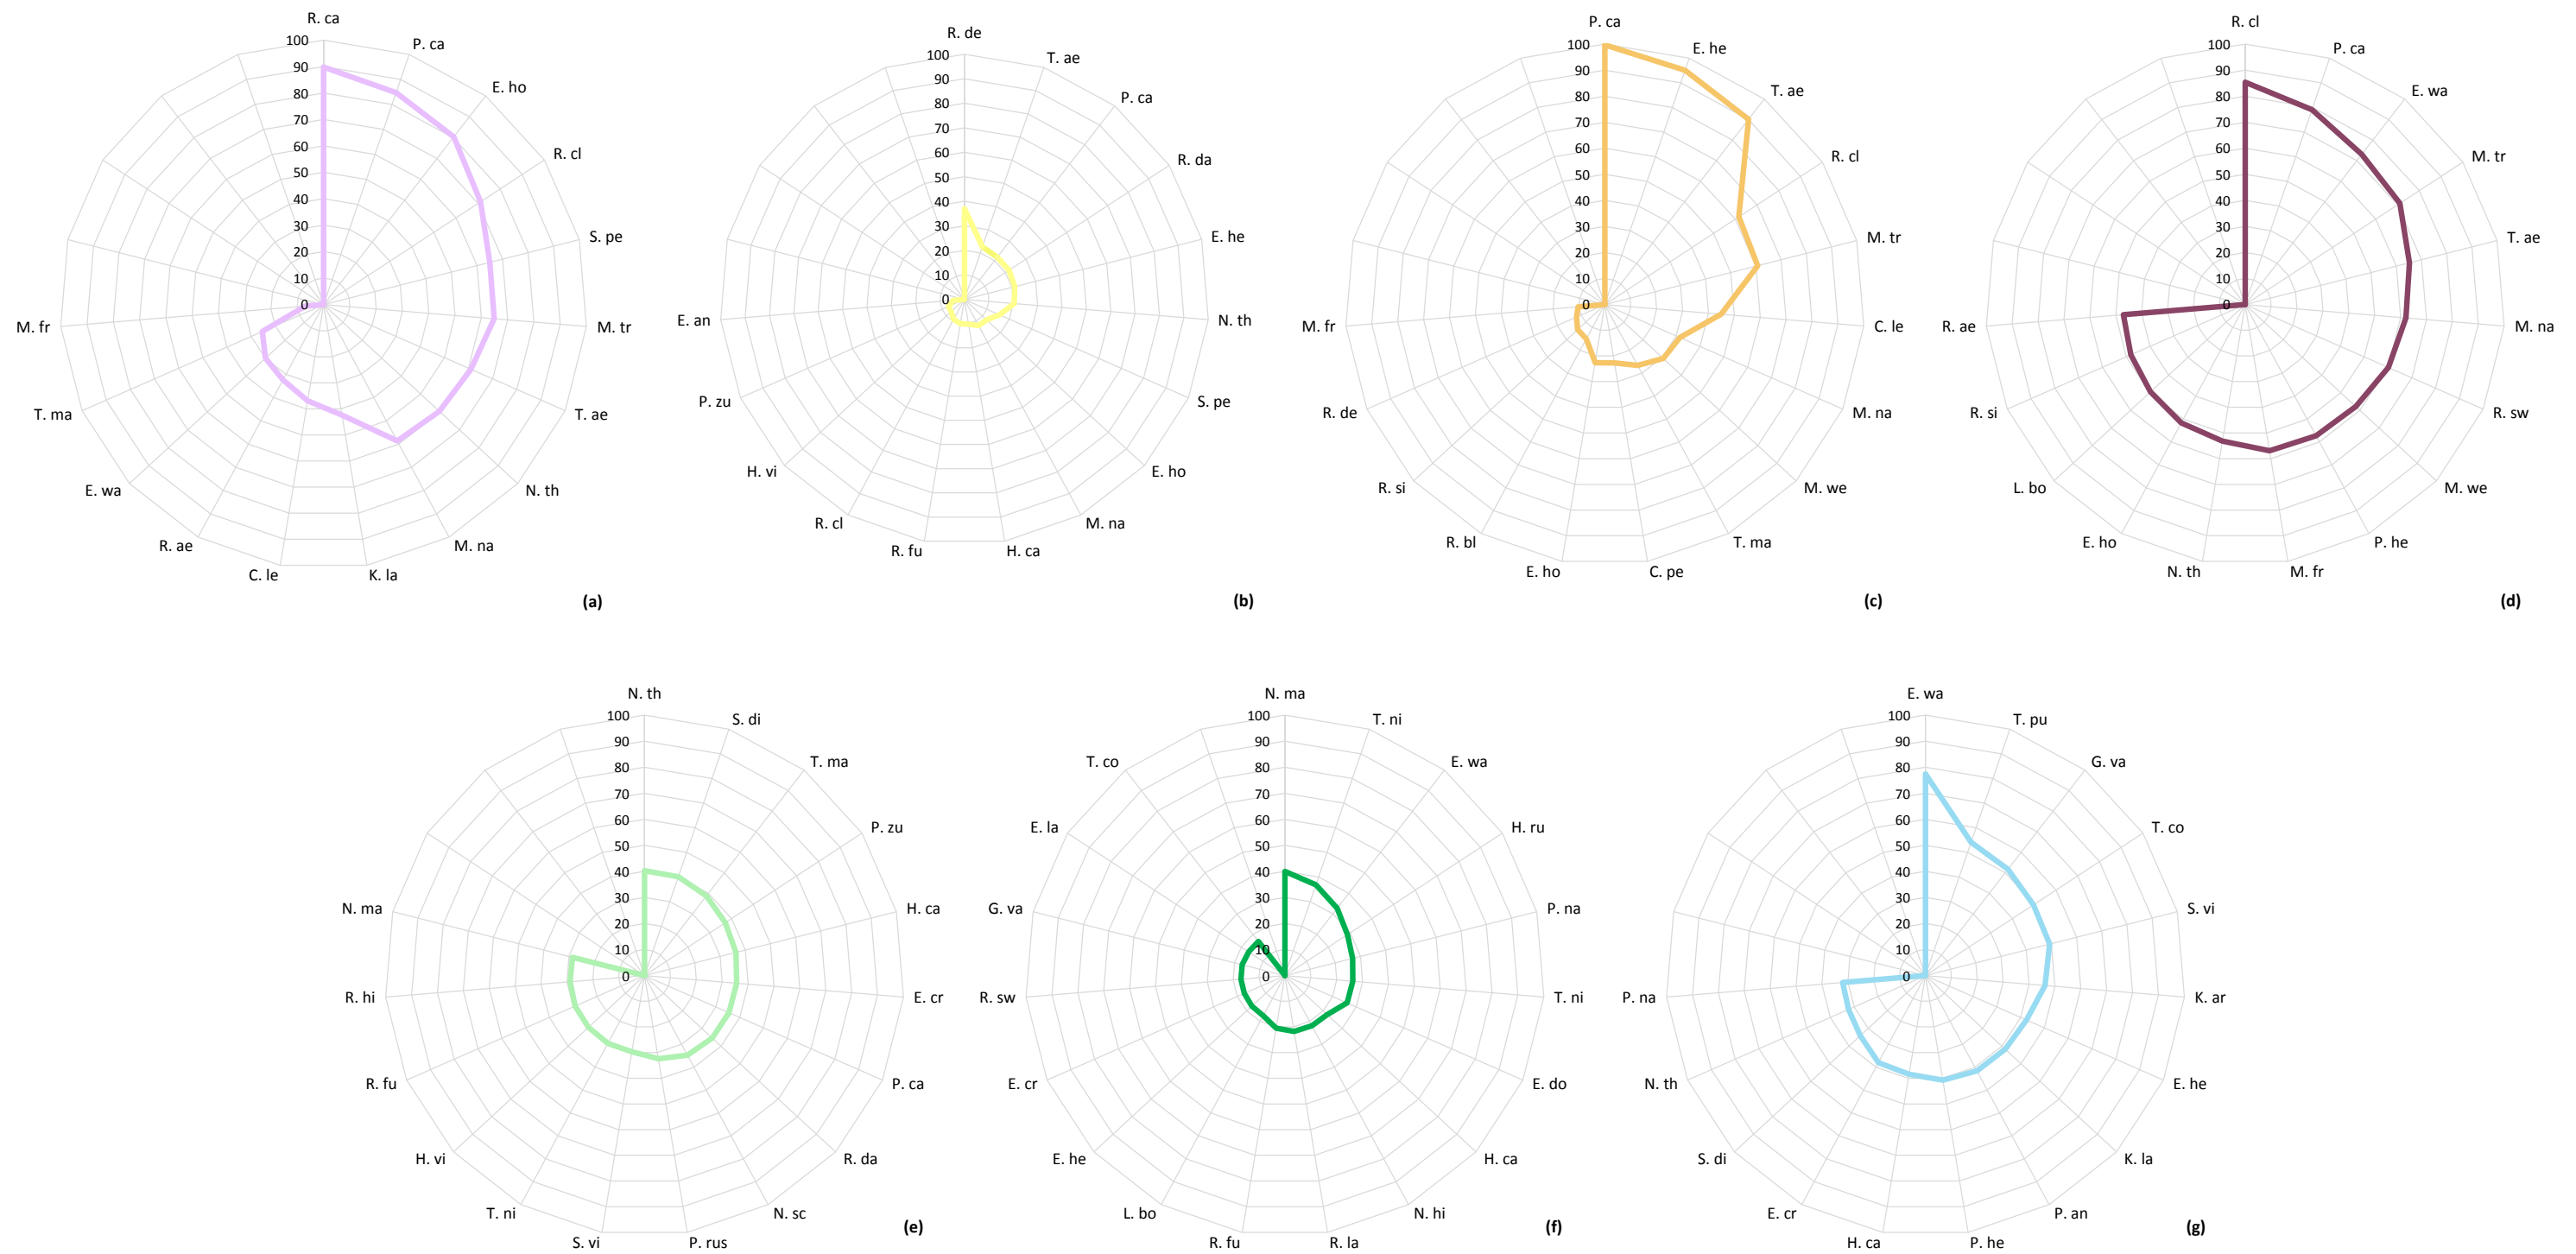 R. ca
P. ca
E. ho
R. cl
S. pe
M. tr
T. ae
N. th
M. na
K. la
C. le
R. ae
E. wa
T. ma
M. fr
100
90
80
70
60
50
40
30
20
10
0
(a)
R. de
T. ae
P. ca
R. da
E. he
N. th
S. pe
E. ho
M. na
H. ca
R. fu
R. cl
H. vi
P. zu
E. an
100
90
80
70
60
50
40
30
20
10
0
(b)
P. ca
E. he
T. ae
R. cl
M. tr
C. le
M. na
M. we
T. ma
C. pe
E. ho
R. bl
R. si
R. de
M. fr
100
90
80
70
60
50
40
30
20
10
0
(c)
R. cl
P. ca
E. wa
M. tr
T. ae
M. na
R. sw
M. we
P. he
M. fr
N. th
E. ho
L. bo
R. si
R. ae
100
90
80
70
60
50
40
30
20
10
0
(d)
N. th
S. di
T. ma
P. zu
H. ca
E. cr
P. ca
R. da
N. sc
P. rus
S. vi
T. ni
H. vi
R. fu
R. hi
N. ma
100
90
80
70
60
50
40
30
20
10
0
(e)
N. ma
T. ni
E. wa
H. ru
P. na
T. ni
E. do
H. ca
N. hi
R. la
R. fu
L. bo
E. he
E. cr
R. sw
G. va
E. la
T. co
100
90
80
70
60
50
40
30
20
10
0
(f)
E. wa
T. pu
G. va
T. co
S. vi
K. ar
E. he
K. la
P. an
P. he
H. ca
E. cr
S. di
N. th
P. na
100
90
80
70
60
50
40
30
20
10
0
(g)